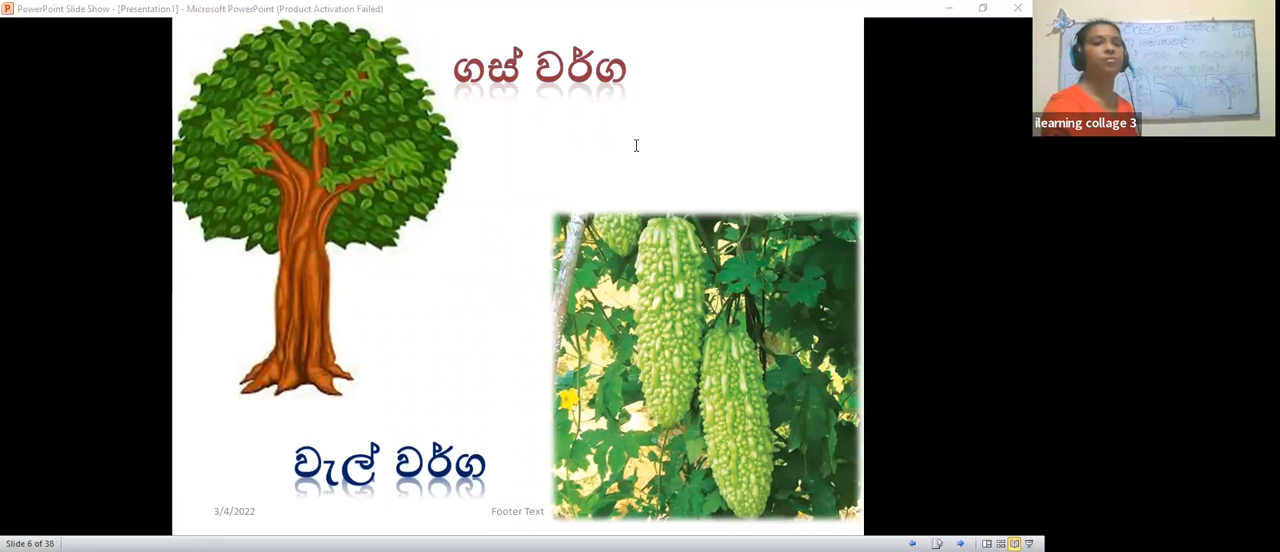 PowerPoint Slide Show - [Presentation1] - Microsoft PowerPoint (Product Activation Failed)
ගස් වර්ග
ilearning collage 3
වැල් වර්ග
3/4/2022
Footer Text
Slide 6 of 38